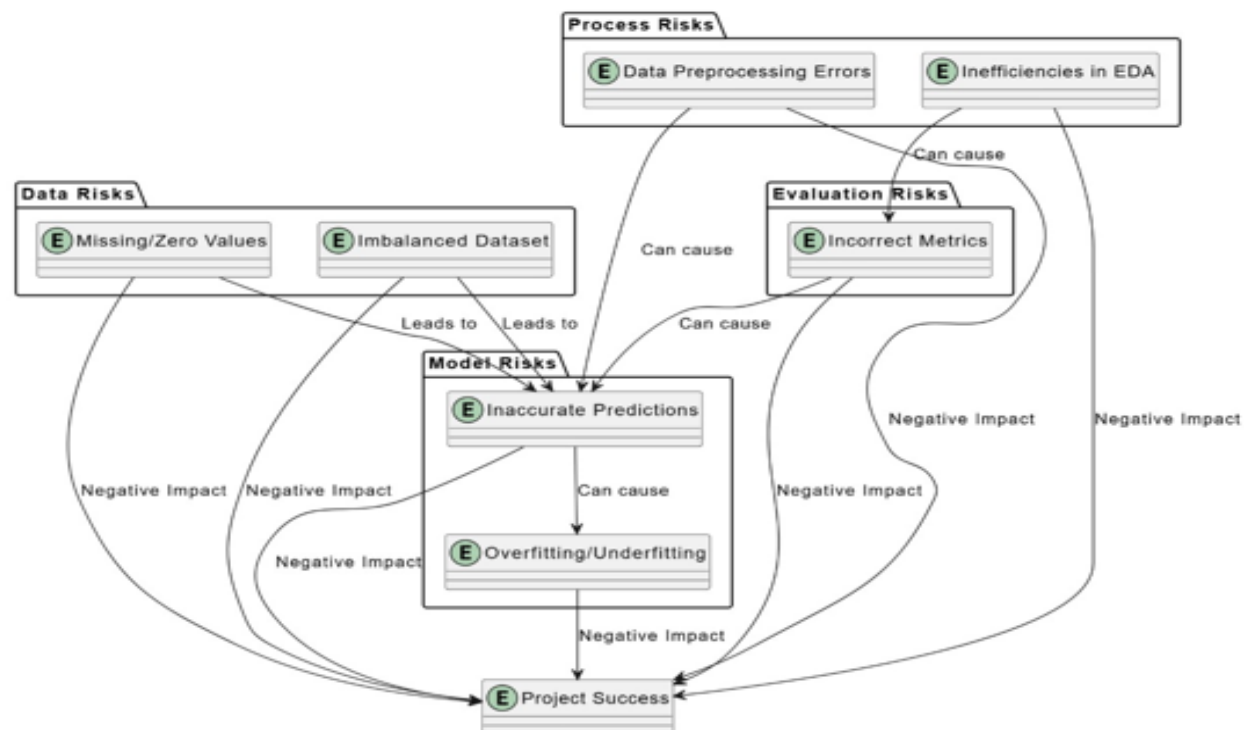 Process Risks
E Data Preprocessing Errors
E Inefficiencies in EDA
Can cause
Data Risks
Evaluation Risks
E Missing/Zero Values
E Imbalanced Dataset
E Incorrect Metrics
Can cause
Leads to
Leads to
Can cause
Model Risks
E Inaccurate Predictions
Negative Impact
Negative Impact
Negative Impact
Negative Impact
Can cause
Negative Impact
E Overfitting/Underfitting
Negative Impact
Negative Impact
E Project Success